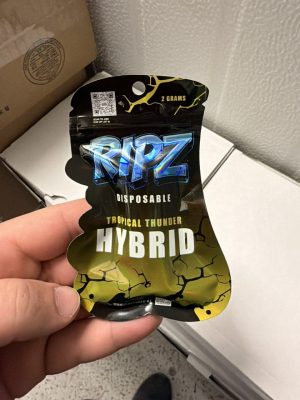 2 GRAMS
RIPZ
DISPOSABLE
TROPICAL THUNDER
HYBRID